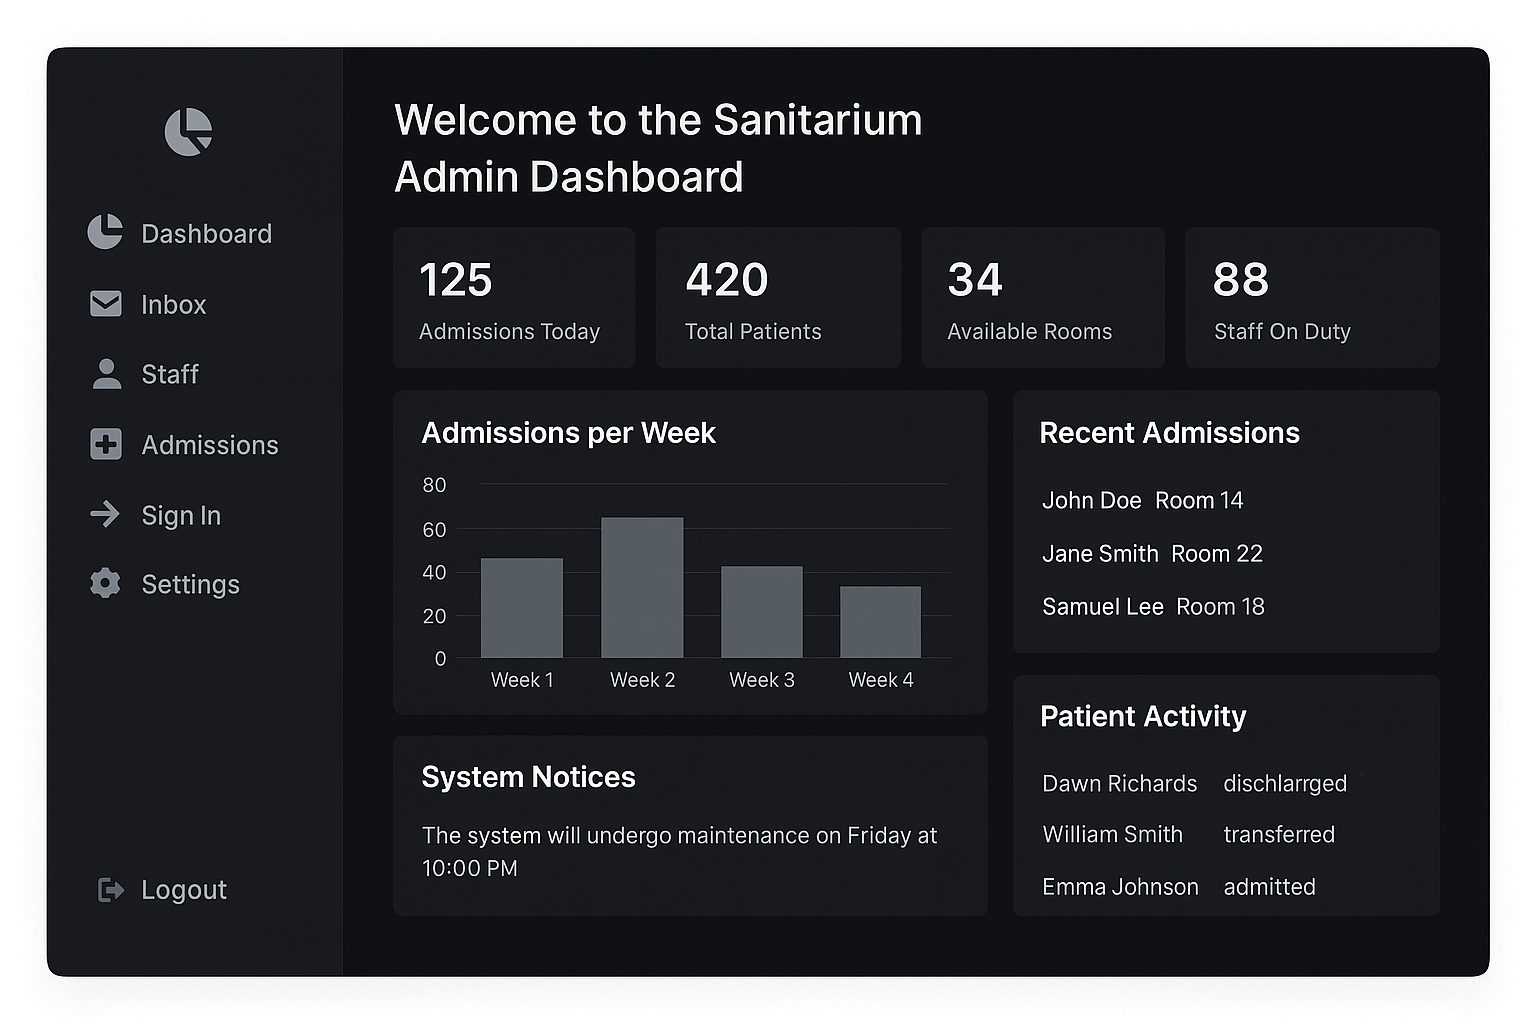 Welcome to the Sanitarium
Admin Dashboard
Dashboard
Inbox
Staff
Admissions
Sign In
Settings
Logout
125
Admissions Today
420
Total Patients
34
Available Rooms
88
Staff On Duty
Admissions per Week
80
60
40
20
0
Week 1 Week 2 Week 3 Week 4
Recent Admissions
John Doe Room 14
Jane Smith Room 22
Samuel Lee Room 18
System Notices
The system will undergo maintenance on Friday at
10:00 PM
Patient Activity
Dawn Richards dischlarrged
William Smith transferred
Emma Johnson admitted